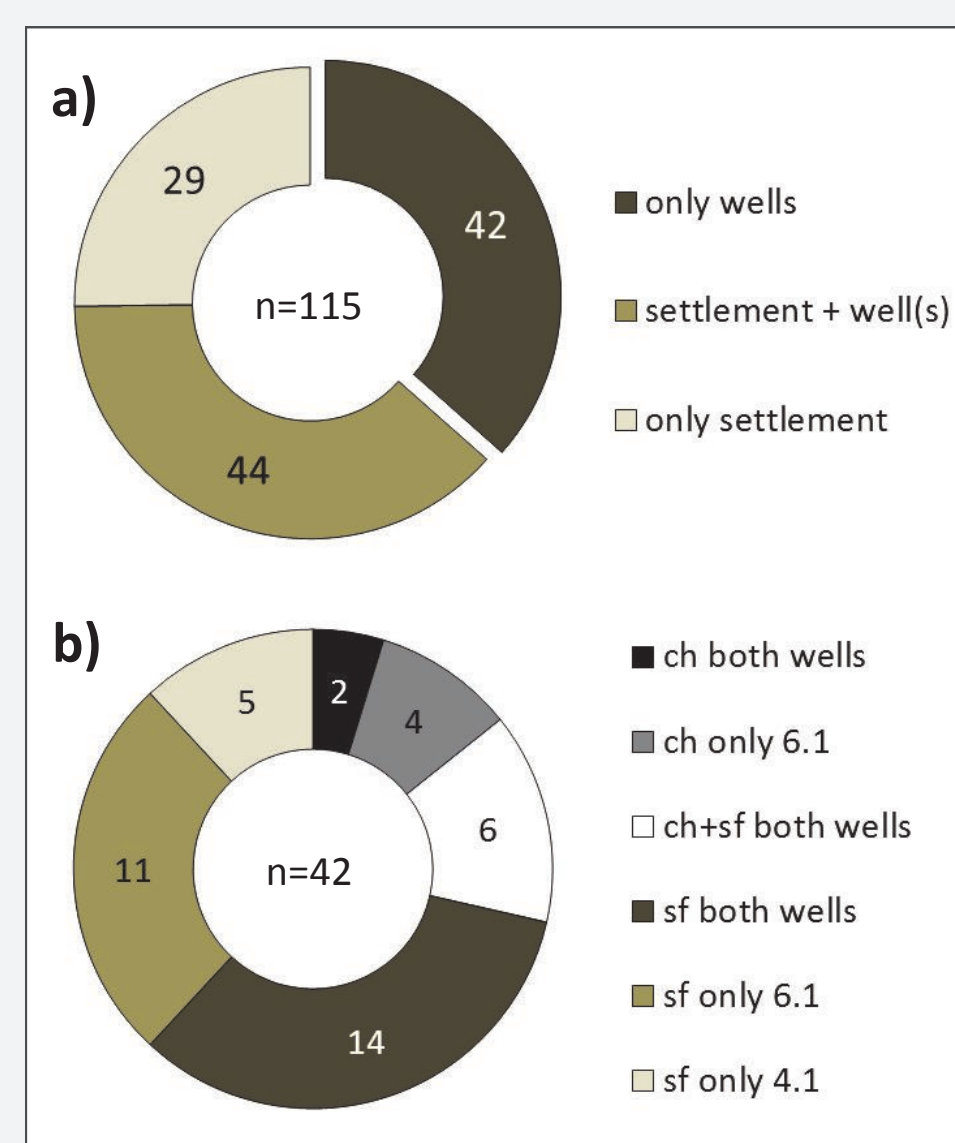 a)
29
42
n=115
44
only wells
settlement + well(s)
only settlement
b)
5
2
4
6
11
n=42
14
ch both wells
ch only 6.1
ch+sf both wells
sf both wells
sf only 6.1
sf only 4.1